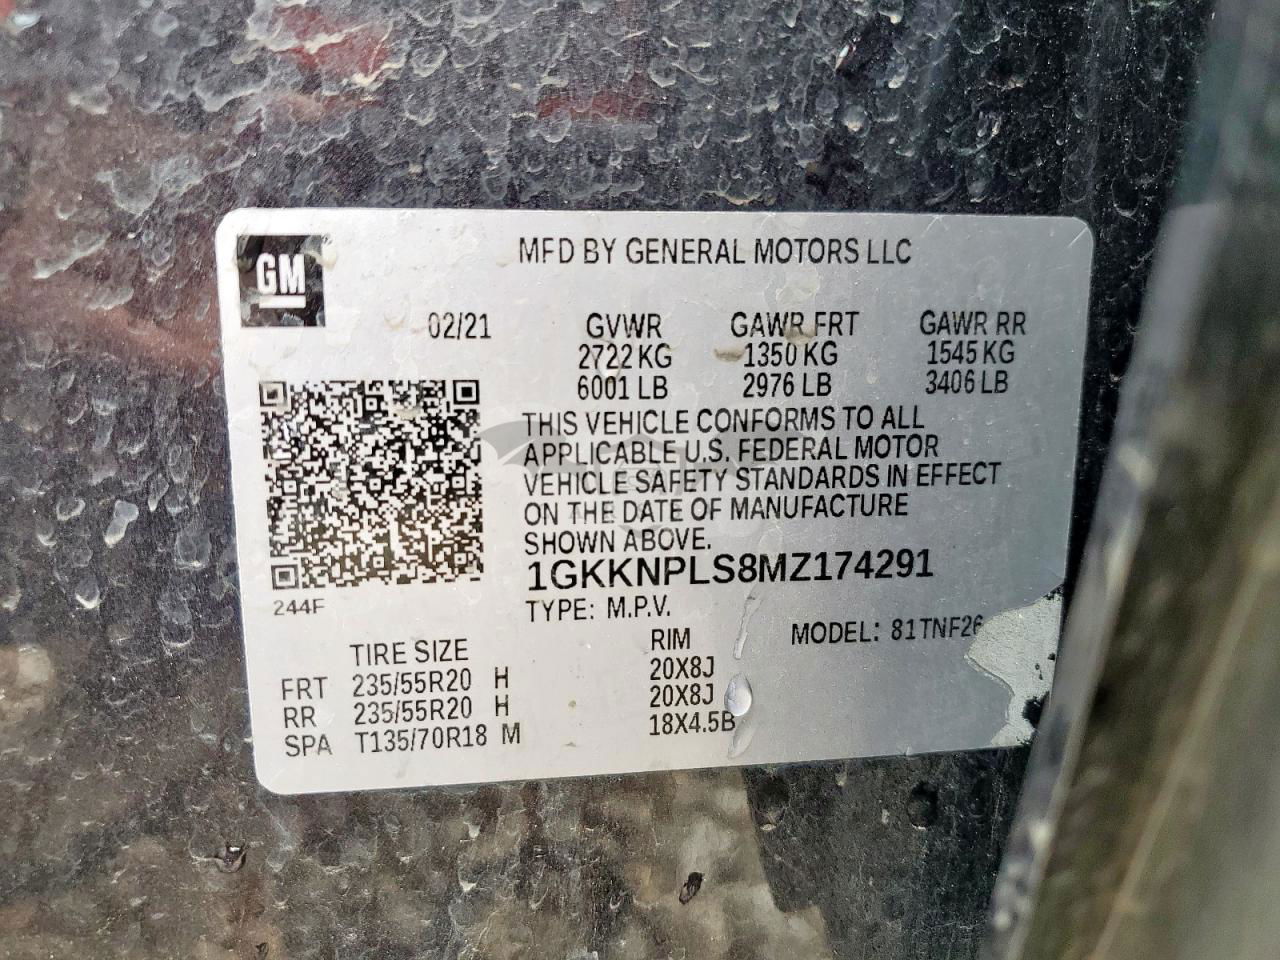 GM
MFD BY GENERAL MOTORS LLC
02/21 GVWR GAWR FRT GAWR RR
2722 KG 1350 KG 1545 KG
6001 LB 2976 LB 3406 LB
THIS VEHICLE CONFORMS TO ALL
APPLICABLE U.S. FEDERAL MOTOR
VEHICLE SAFETY STANDARDS IN EFFECT
ON THE DATE OF MANUFACTURE
SHOWN ABOVE.
1GKKNPLS8MZ174291
244F
TYPE: M.P.V. MODEL: 81TNF26
TIRE SIZE RIM
FRT 235/55R20 H 20X8J
RR 235/55R20 H 20X8J
SPA T135/70R18 M 18X4.5B